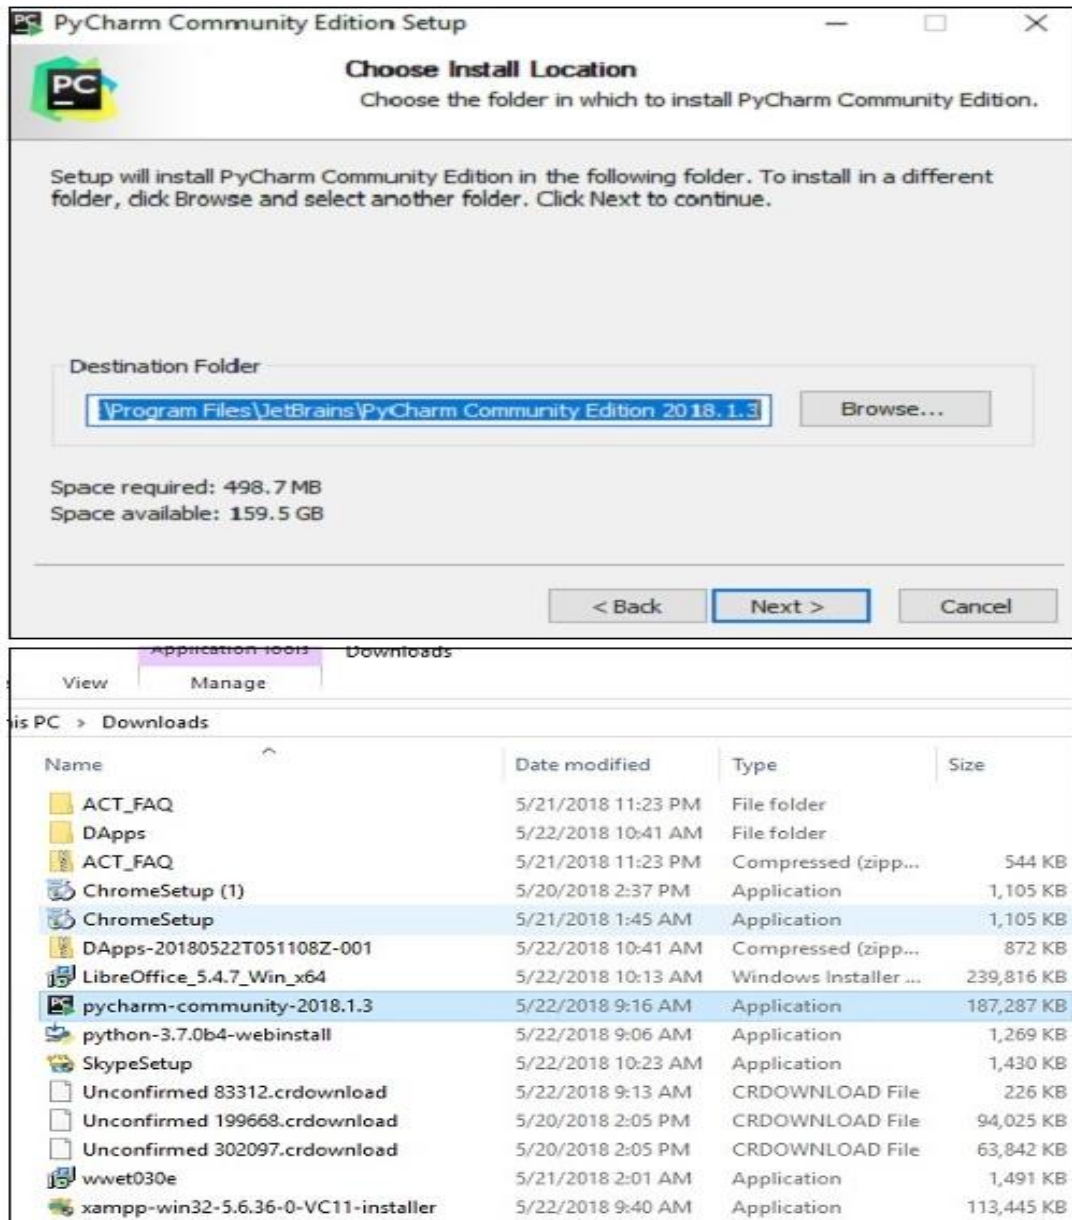 PyCharm Community Edition Setup
PC
Choose Install Location
Choose the folder in which to install PyCharm Community Edition.
Setup will install PyCharm Community Edition in the following folder. To install in a different
folder, click Browse and select another folder. Click Next to continue.
Destination Folder
:\Program Files\JetBrains\PyCharm Community Edition 2018.1.3
Browse...
Space required: 498.7 MB
Space available: 159.5 GB
< Back Next > Cancel
Application Tools Downloads
View Manage
his PC > Downloads
Name Date modified Type Size
ACT_FAQ 5/21/2018 11:23 PM File folder
DApps 5/22/2018 10:41 AM File folder
ACT_FAQ 5/21/2018 11:23 PM Compressed (zipp... 544 KB
ChromeSetup (1) 5/20/2018 2:37 PM Application 1,105 KB
ChromeSetup 5/21/2018 1:45 AM Application 1,105 KB
DApps-20180522T051108Z-001 5/22/2018 10:41 AM Compressed (zipp... 872 KB
LibreOffice_5.4.7_Win_x64 5/22/2018 10:13 AM Windows Installer ... 239,816 KB
pycharm-community-2018.1.3 5/22/2018 9:16 AM Application 187,287 KB
python-3.7.0b4-webinstall 5/22/2018 9:06 AM Application 1,269 KB
SkypeSetup 5/22/2018 10:23 AM Application 1,430 KB
Unconfirmed 83312.crdownload 5/22/2018 9:13 AM CRDOWNLOAD File 226 KB
Unconfirmed 199668.crdownload 5/20/2018 2:05 PM CRDOWNLOAD File 94,025 KB
Unconfirmed 302097.crdownload 5/20/2018 2:05 PM CRDOWNLOAD File 63,842 KB
wwet030e 5/21/2018 2:01 AM Application 1,491 KB
xampp-win32-5.6.36-0-VC11-installer 5/22/2018 9:40 AM Application 113,445 KB